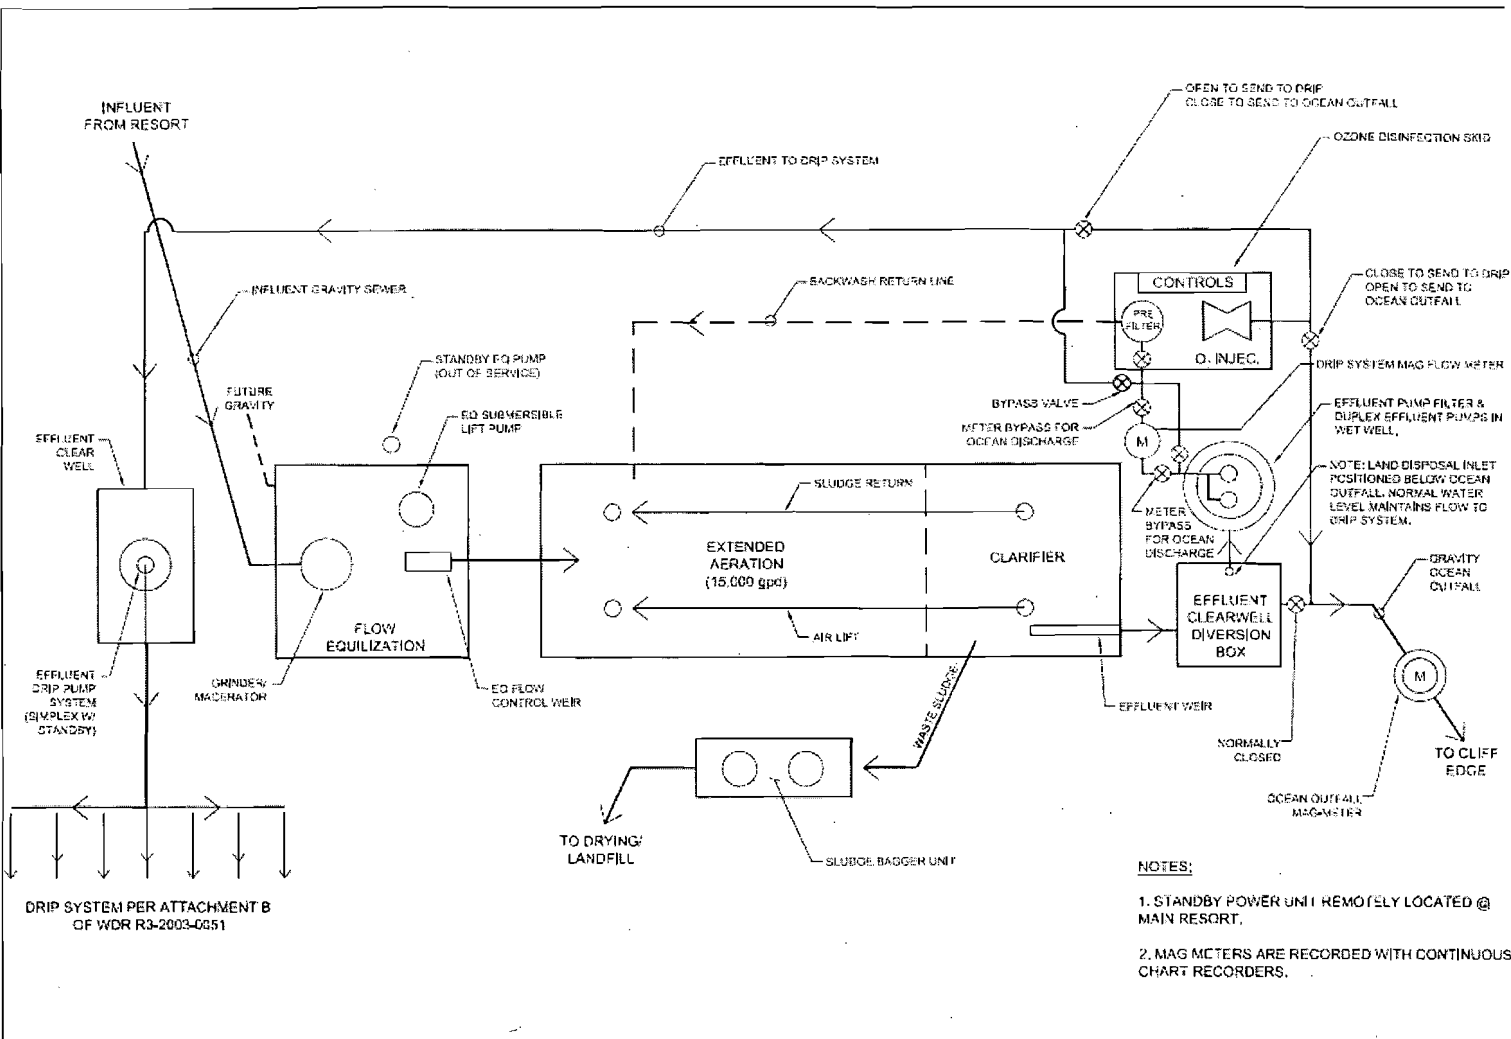 INFLUENT
FROM RESORT
OPEN TO SEND TO DRIP
CLOSE TO SEND TO OCEAN OUTFALL
OZONE DISINFECTION SKID
EFFLUENT TO DRIP SYSTEM
INFLUENT GRAVITY SEWER
BACKWASH RETURN LINE
CONTROLS
PRE
FILTER
O₃ INJEC.
CLOSE TO SEND TO DRIP
OPEN TO SEND TO
OCEAN OUTFALL
DRIP SYSTEM MAG FLOW METER
STANDBY EQ PUMP
(OUT OF SERVICE)
FUTURE
GRAVITY
EQ SUBMERSIBLE
LIFT PUMP
BYPASS VALVE
METER BYPASS FOR
OCEAN DISCHARGE
M
EFFLUENT PUMP FILTER &
DUPLEX EFFLUENT PUMPS IN
WET WELL.
EFFLUENT
CLEAR
WELL
NOTE: LAND DISPOSAL INLET
POSITIONED BELOW OCEAN
OUTFALL. NORMAL WATER
LEVEL MAINTAINS FLOW TO
DRIP SYSTEM.
SLUDGE RETURN
METER
BYPASS
FOR OCEAN
DISCHARGE
EXTENDED
AERATION
(15,000 gpd)
CLARIFIER
GRAVITY
OCEAN
OUTFALL
EFFLUENT
CLEARWELL
DIVERSION
BOX
FLOW
EQUILIZATION
AIR LIFT
EFFLUENT
DRIP PUMP
SYSTEM
(SIMPLEX W/
STANDBY)
GRINDER/
MACERATOR
EQ FLOW
CONTROL WEIR
WASTE SLUDGE
EFFLUENT WEIR
M
NORMALLY
CLOSED
TO CLIFF
EDGE
OCEAN OUTFALL
MAG-METER
TO DRYING/
LANDFILL
SLUDGE BAGGER UNIT
DRIP SYSTEM PER ATTACHMENT B
OF WDR R3-2003-0051
NOTES:
1. STANDBY POWER UNIT REMOTELY LOCATED @
MAIN RESORT.
2. MAG METERS ARE RECORDED WITH CONTINUOUS
CHART RECORDERS.